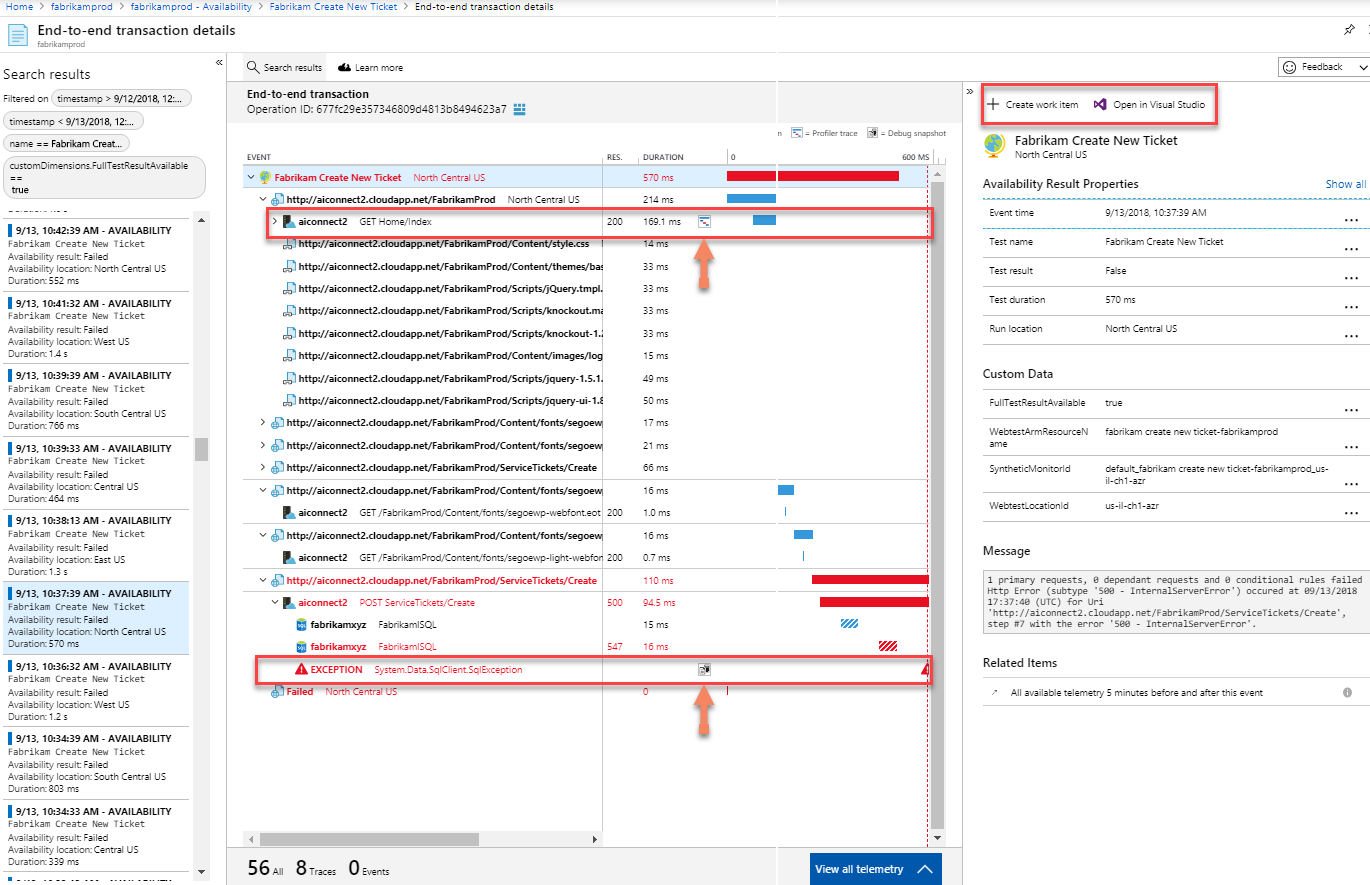 Home > fabrikamprod > fabrikamprod - Availability > Fabrikam Create New Ticket > End-to-end transaction details
End-to-end transaction details
fabrikamprod
«
Search results
Filtered on timestamp > 9/12/2018, 12:...
timestamp < 9/13/2018, 12:...
name == Fabrikam Creat...
customDimensions.FullTestResultAvailable
==
true
9/13, 10:42:39 AM - AVAILABILITY
Fabrikam Create New Ticket
Availability result: Failed
Availability location: North Central US
Duration: 552 ms
9/13, 10:41:32 AM - AVAILABILITY
Fabrikam Create New Ticket
Availability result: Failed
Availability location: West US
Duration: 1.4 s
9/13, 10:39:39 AM - AVAILABILITY
Fabrikam Create New Ticket
Availability result: Failed
Availability location: South Central US
Duration: 766 ms
9/13, 10:39:33 AM - AVAILABILITY
Fabrikam Create New Ticket
Availability result: Failed
Availability location: Central US
Duration: 464 ms
9/13, 10:38:13 AM - AVAILABILITY
Fabrikam Create New Ticket
Availability result: Failed
Availability location: East US
Duration: 1.3 s
9/13, 10:37:39 AM - AVAILABILITY
Fabrikam Create New Ticket
Availability result: Failed
Availability location: North Central US
Duration: 570 ms
9/13, 10:36:32 AM - AVAILABILITY
Fabrikam Create New Ticket
Availability result: Failed
Availability location: West US
Duration: 1.2 s
9/13, 10:34:39 AM - AVAILABILITY
Fabrikam Create New Ticket
Availability result: Failed
Availability location: South Central US
Duration: 803 ms
9/13, 10:34:33 AM - AVAILABILITY
Fabrikam Create New Ticket
Availability result: Failed
Availability location: Central US
Duration: 339 ms
Search results Learn more
Feedback
End-to-end transaction
Operation ID: 677fc29e357346809d4813b8494623a7
n = Profiler trace = Debug snapshot
EVENT RES. DURATION 0 600 MS
Fabrikam Create New Ticket North Central US 570 ms
http://aiconnect2.cloudapp.net/FabrikamProd North Central US 214 ms
aiconnect2 GET Home/Index 200 169.1 ms
http://aiconnect2.cloudapp.net/FabrikamProd/Content/style.css 14 ms
http://aiconnect2.cloudapp.net/FabrikamProd/Content/themes/bas 33 ms
http://aiconnect2.cloudapp.net/FabrikamProd/Scripts/jQuery.tmpl. 33 ms
http://aiconnect2.cloudapp.net/FabrikamProd/Scripts/knockout.ma 33 ms
http://aiconnect2.cloudapp.net/FabrikamProd/Scripts/knockout-1.2 33 ms
http://aiconnect2.cloudapp.net/FabrikamProd/Content/images/log 15 ms
http://aiconnect2.cloudapp.net/FabrikamProd/Scripts/jquery-1.5.1. 49 ms
http://aiconnect2.cloudapp.net/FabrikamProd/Scripts/jquery-ui-1.8 50 ms
http://aiconnect2.cloudapp.net/FabrikamProd/Content/fonts/segoew 17 ms
http://aiconnect2.cloudapp.net/FabrikamProd/Content/fonts/segoew 21 ms
http://aiconnect2.cloudapp.net/FabrikamProd/ServiceTickets/Create 66 ms
http://aiconnect2.cloudapp.net/FabrikamProd/Content/fonts/segoew 16 ms
aiconnect2 GET /FabrikamProd/Content/fonts/segoewp-webfont.eot 200 1.0 ms
http://aiconnect2.cloudapp.net/FabrikamProd/Content/fonts/segoew 16 ms
aiconnect2 GET /FabrikamProd/Content/fonts/segoewp-light-webfon 200 0.7 ms
http://aiconnect2.cloudapp.net/FabrikamProd/ServiceTickets/Create 110 ms
aiconnect2 POST ServiceTickets/Create 500 94.5 ms
fabrikamxyz FabrikamISQL 15 ms
fabrikamxyz FabrikamISQL 547 16 ms
EXCEPTION System.Data.SqlClient.SqlException
Failed North Central US 0
56 All 8 Traces 0 Events
View all telemetry
»
Create work item Open in Visual Studio
Fabrikam Create New Ticket
North Central US
Availability Result Properties Show all
Event time 9/13/2018, 10:37:39 AM ...
Test name Fabrikam Create New Ticket ...
Test result False ...
Test duration 570 ms ...
Run location North Central US ...
Custom Data
FullTestResultAvailable true ...
WebtestArmResourceN
ame fabrikam create new ticket-fabrikamprod ...
SyntheticMonitorId default_fabrikam create new ticket-fabrikamprod_us-
il-ch1-azr ...
WebtestLocationId us-il-ch1-azr ...
Message
1 primary requests, 0 dependant requests and 0 conditional rules failed
Http Error (subtype '500 - InternalServerError') occured at 09/13/2018
17:37:40 (UTC) for Uri
'http://aiconnect2.cloudapp.net/FabrikamProd/ServiceTickets/Create',
step #7 with the error '500 - InternalServerError'.
Related Items
All available telemetry 5 minutes before and after this event